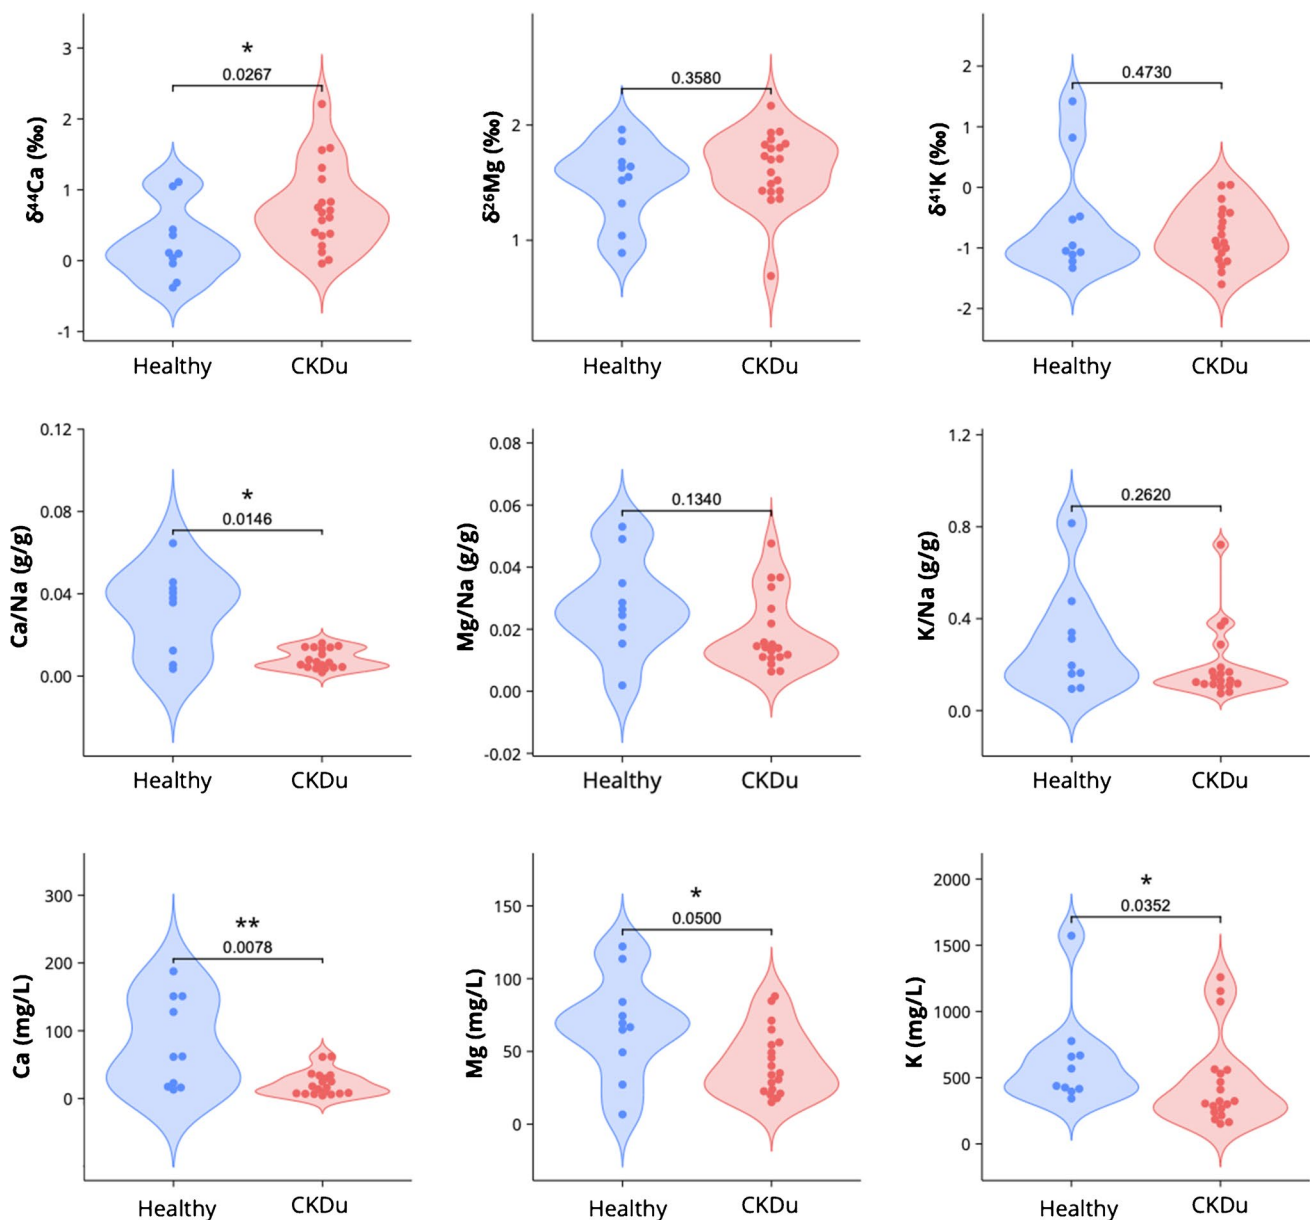 δ⁴⁴Ca (‰)
3
2
1
0
-1
*
0.0267
Healthy
CKDu
δ²⁶Mg (‰)
2
1
0.3580
Healthy
CKDu
δ⁴¹K (‰)
2
1
0
-1
-2
0.4730
Healthy
CKDu
Ca/Na (g/g)
0.12
0.08
0.04
0.00
*
0.0146
Healthy
CKDu
Mg/Na (g/g)
0.08
0.06
0.04
0.02
0.00
-0.02
0.1340
Healthy
CKDu
K/Na (g/g)
1.2
0.8
0.4
0.0
0.2620
Healthy
CKDu
Ca (mg/L)
300
200
100
0
**
0.0078
Healthy
CKDu
Mg (mg/L)
150
100
50
0
*
0.0500
Healthy
CKDu
K (mg/L)
2000
1500
1000
500
0
*
0.0352
Healthy
CKDu